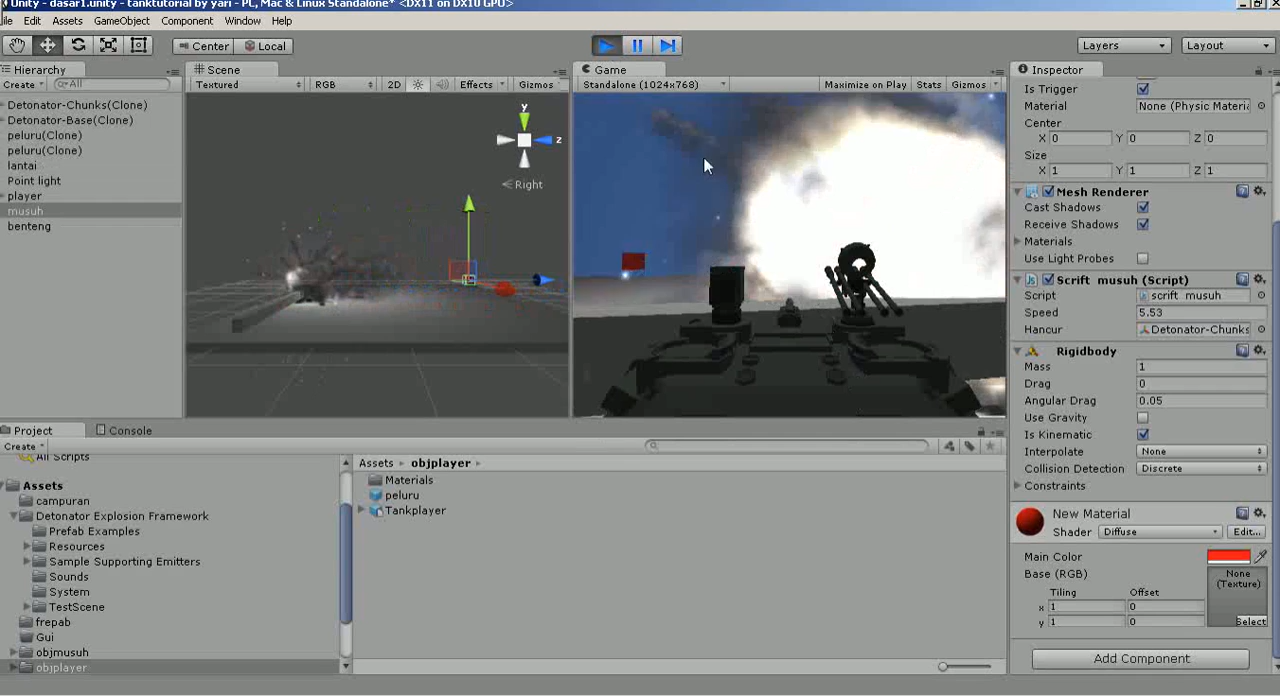 Unity - dasar1.unity - tanktutorial by yari - PC, Mac & Linux Standalone* <DX11 on DX10 GPU>
ile Edit Assets GameObject Component Window Help
Center Local Layers Layout
Hierarchy
Create All
Detonator-Chunks(Clone)
Detonator-Base(Clone)
peluru(Clone)
peluru(Clone)
lantai
Point light
player
musuh
benteng
Scene
Textured RGB 2D Effects Gizmos
y
z
Right
Game
Standalone (1024x768) Maximize on Play Stats Gizmos
Inspector
Is Trigger
Material None (Physic Materia
Center
X 0 Y 0 Z 0
Size
X 1 Y 1 Z 1
Mesh Renderer
Cast Shadows
Receive Shadows
Materials
Use Light Probes
Scrift musuh (Script)
Script scrift musuh
Speed 5.53
Hancur Detonator-Chunks
Rigidbody
Mass 1
Drag 0
Angular Drag 0.05
Use Gravity
Is Kinematic
Interpolate None
Collision Detection Discrete
Constraints
New Material
Shader Diffuse Edit...
Main Color
Base (RGB) None
(Texture)
Tiling Offset
x 1 0
y 1 0
Select
Add Component
Project Console
Create
All Scripts
Assets
campuran
Detonator Explosion Framework
Prefab Examples
Resources
Sample Supporting Emitters
Sounds
System
TestScene
frepab
Gui
objmusuh
objplayer
Assets objplayer
Materials
peluru
Tankplayer